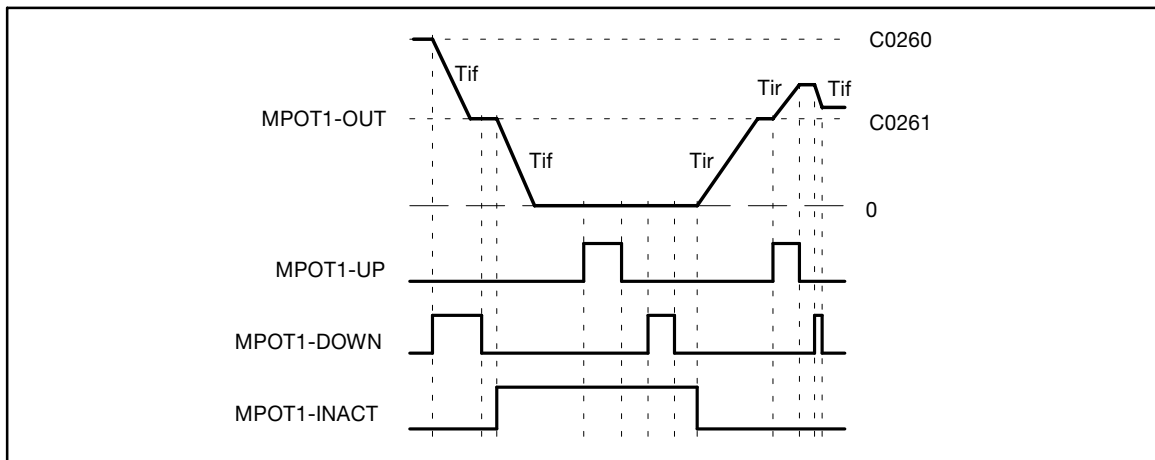 C0260
Tif
Tir
Tif
MPOT1-OUT
C0261
Tif
Tir
0
MPOT1-UP
MPOT1-DOWN
MPOT1-INACT